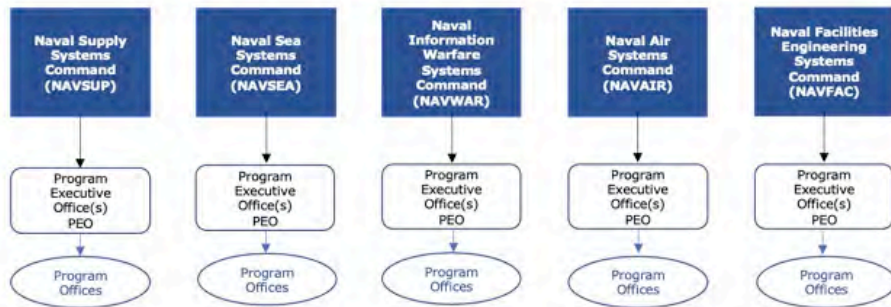 Naval Supply
Systems
Command
(NAVSUP)
Naval Sea
Systems
Command
(NAVSEA)
Naval
Information
Warfare
Systems
Command
(NAVWAR)
Naval Air
Systems
Command
(NAVAIR)
Naval Facilities
Engineering
Systems
Command
(NAVFAC)
Program
Executive
Office(s)
PEO
Program
Executive
Office(s)
PEO
Program
Executive
Office(s)
PEO
Program
Executive
Office(s)
PEO
Program
Executive
Office(s)
PEO
Program
Offices
Program
Offices
Program
Offices
Program
Offices
Program
Offices